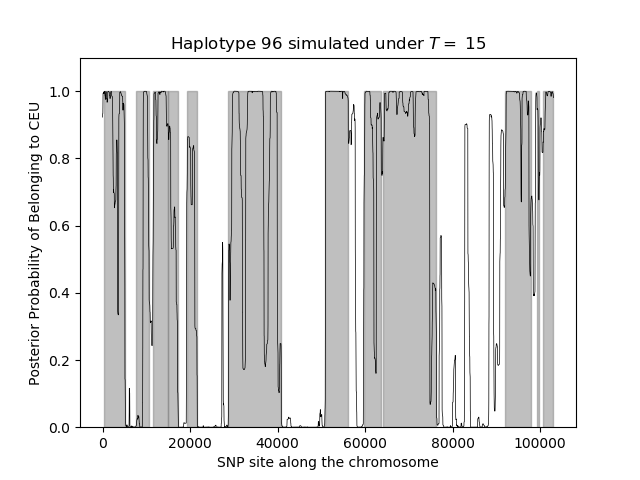 Haplotype 96 simulated under T = 15
Posterior Probability of Belonging to CEU
1.0
0.8
0.6
0.4
0.2
0.0
0 20000 40000 60000 80000 100000
SNP site along the chromosome